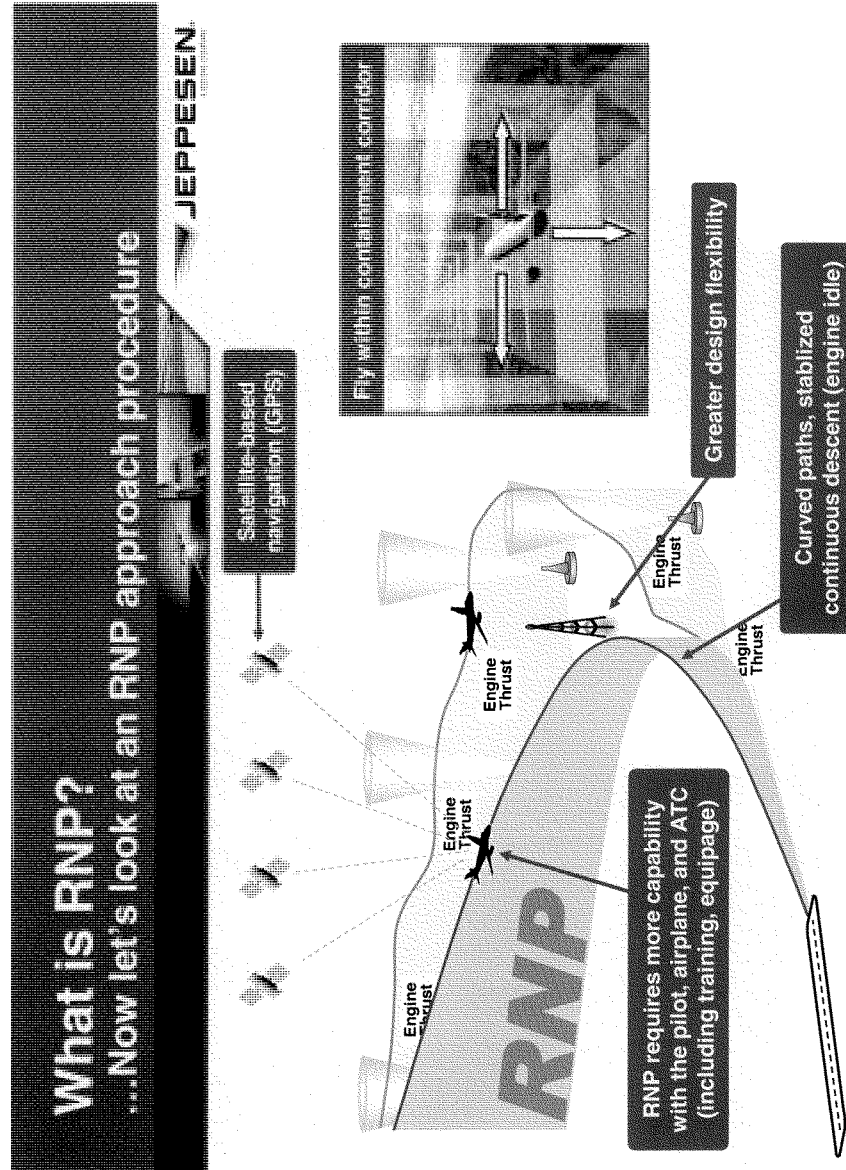 What is RNP?
...Now let's look at an RNP approach procedure
JEPPESEN.
Satellite-based
navigation (GPS)
Fly within containment corridor
Engine
Thrust
Engine
Thrust
Engine
Thrust
Engine
Thrust
Engine
Thrust
RNP
Greater design flexibility
RNP requires more capability
with the pilot, airplane, and ATC
(including training, equipage)
Curved paths, stablized
continuous descent (engine idle)